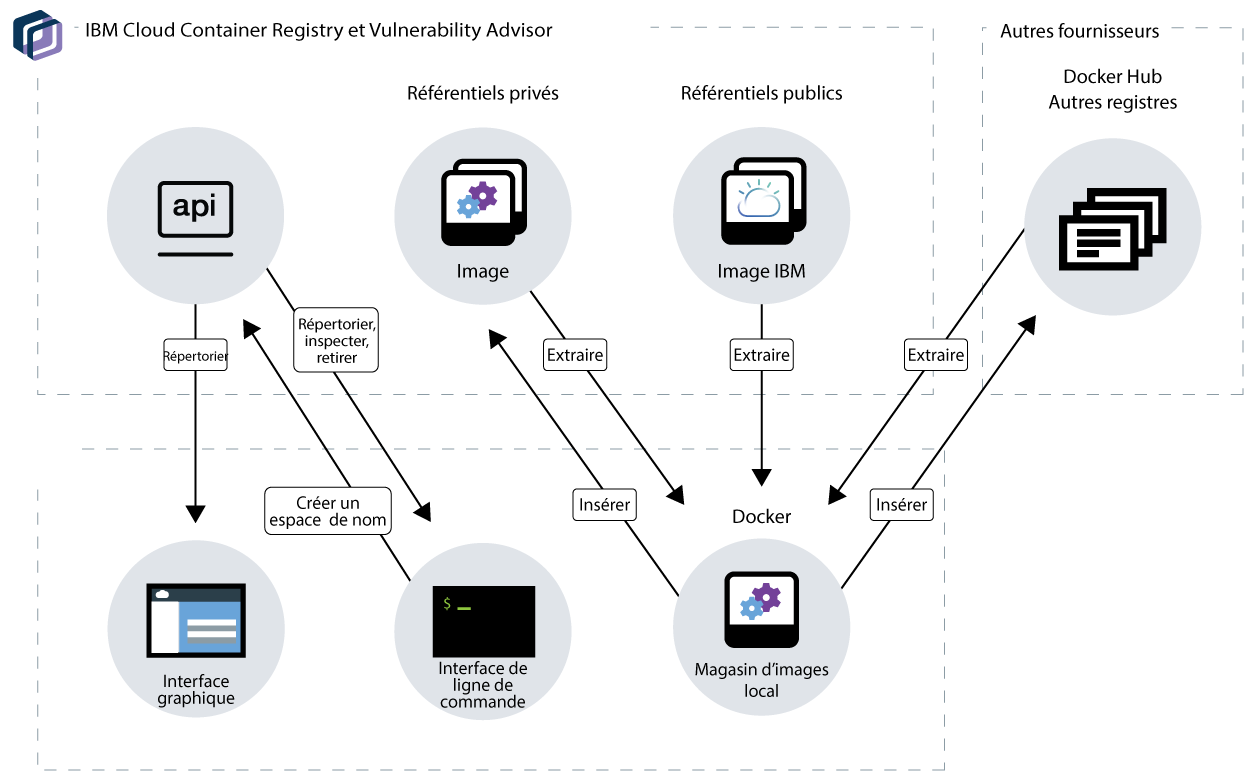 IBM Cloud Container Registry et Vulnerability Advisor
Autres fournisseurs
Référentiels privés
Référentiels publics
Docker Hub
Autres registres
api
Image
Image IBM
Répertorier
Répertorier,
inspecter,
retirer
Extraire
Extraire
Extraire
Créer un
espace de nom
Insérer
Insérer
Docker
$ _
Interface
graphique
Interface de
ligne de
commande
Magasin d'images
local